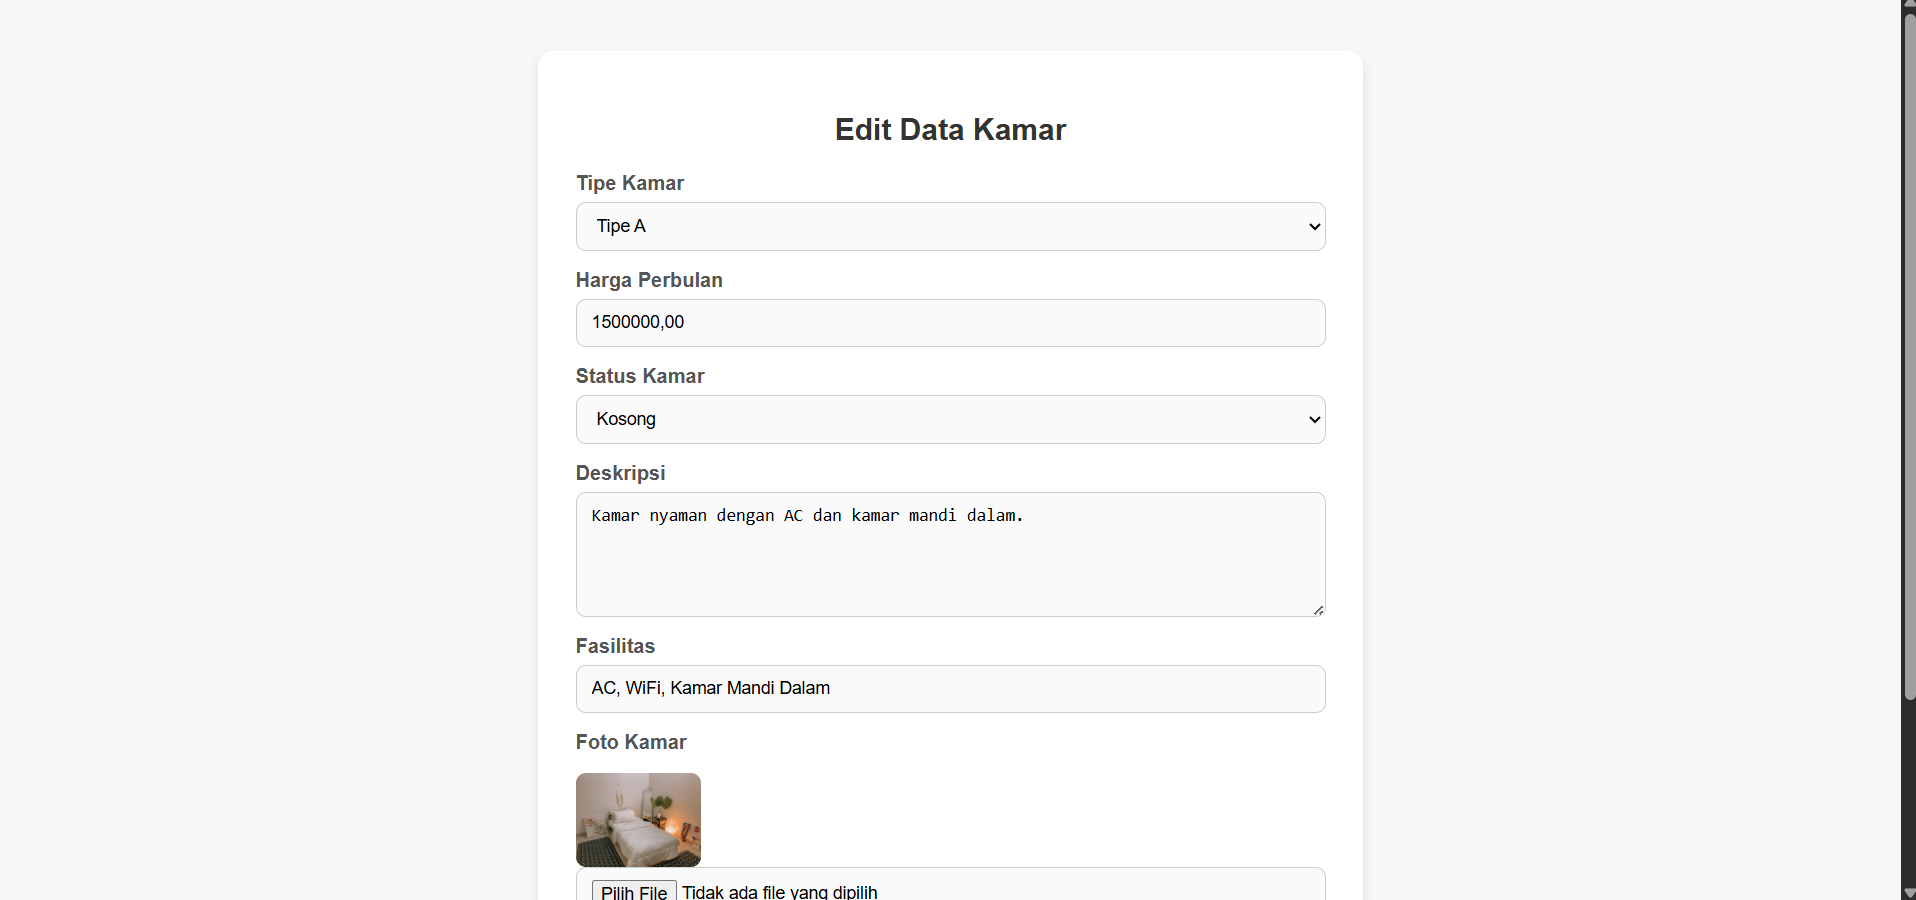 Edit Data Kamar
Tipe Kamar
Tipe A
Harga Perbulan
1500000,00
Status Kamar
Kosong
Deskripsi
Kamar nyaman dengan AC dan kamar mandi dalam.
Fasilitas
AC, WiFi, Kamar Mandi Dalam
Foto Kamar
Pilih File Tidak ada file yang dipilih